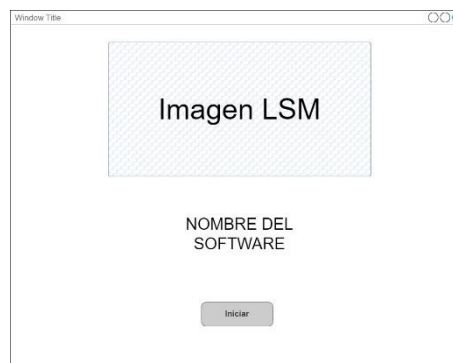 Window Title
Imagen LSM
NOMBRE DEL
SOFTWARE
Iniciar